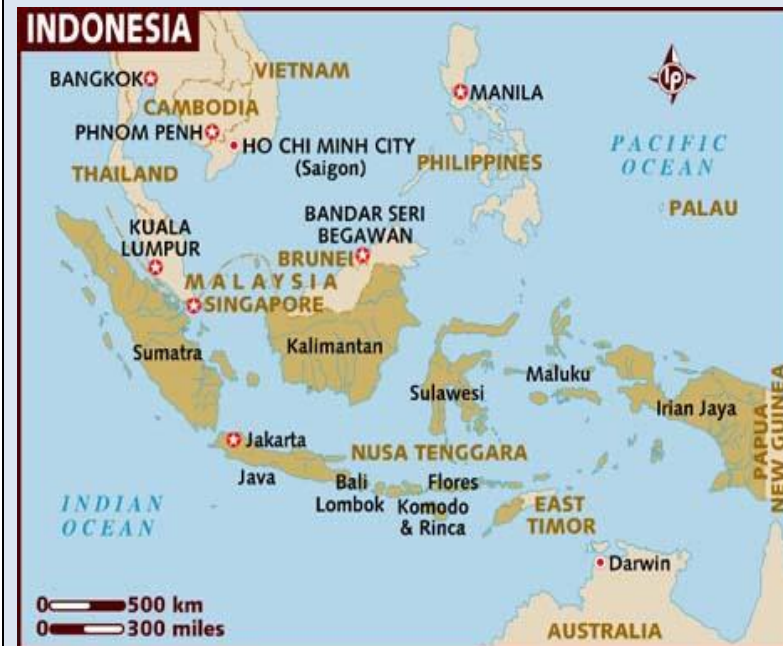 INDONESIA
VIETNAM
BANGKOK
MANILA
lp
CAMBODIA
PHNOM PENH
HO CHI MINH CITY
(Saigon)
PACIFIC
OCEAN
PHILIPPINES
THAILAND
PALAU
BANDAR SERI
BEGAWAN
KUALA
LUMPUR
BRUNEI
MALAYSIA
SINGAPORE
Sumatra
Kalimantan
Maluku
Sulawesi
Irian Jaya
PAPUA
NEW GUINEA
Jakarta
NUSA TENGGARA
Java
Bali
Lombok
Flores
Komodo
& Rinca
INDIAN
OCEAN
EAST
TIMOR
Darwin
0 500 km
0 300 miles
AUSTRALIA